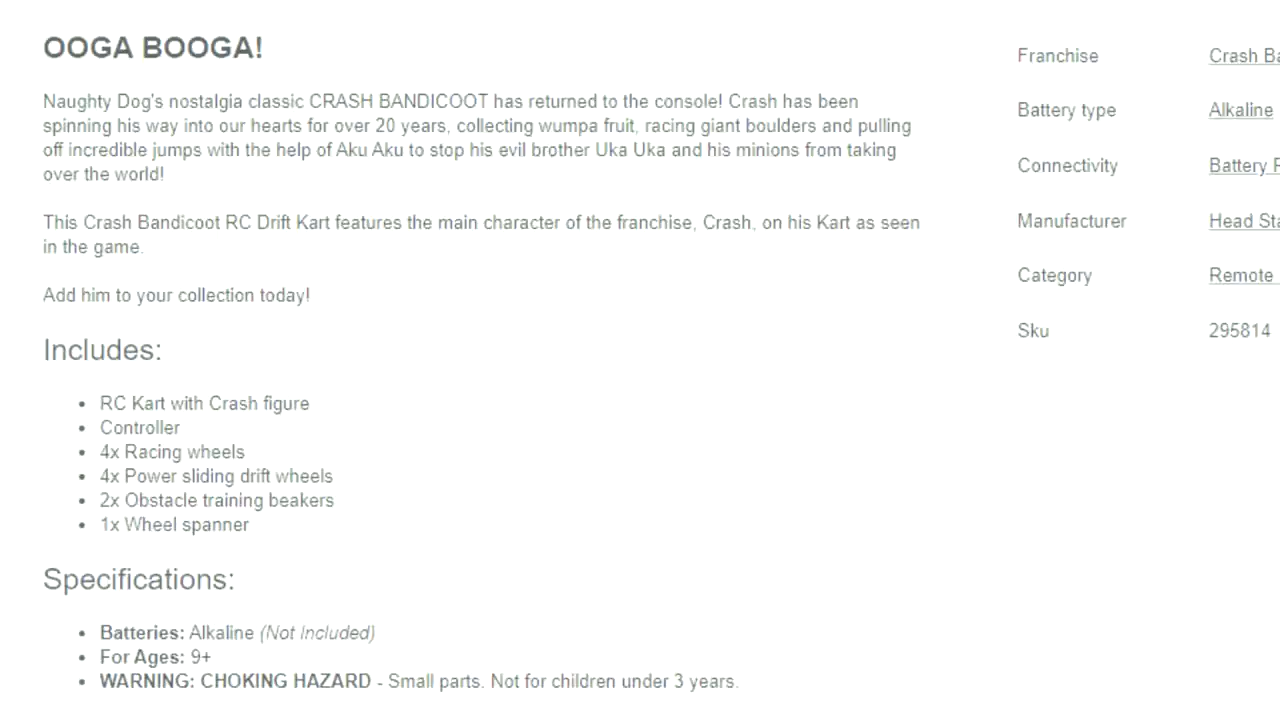 OOGA BOOGA!
Naughty Dog's nostalgia classic CRASH BANDICOOT has returned to the console! Crash has been
spinning his way into our hearts for over 20 years, collecting wumpa fruit, racing giant boulders and pulling
off incredible jumps with the help of Aku Aku to stop his evil brother Uka Uka and his minions from taking
over the world!
This Crash Bandicoot RC Drift Kart features the main character of the franchise, Crash, on his Kart as seen
in the game.
Add him to your collection today!
Includes:
RC Kart with Crash figure
Controller
4x Racing wheels
4x Power sliding drift wheels
2x Obstacle training beakers
1x Wheel spanner
Specifications:
Batteries: Alkaline (Not Included)
For Ages: 9+
WARNING: CHOKING HAZARD - Small parts. Not for children under 3 years.
Franchise Crash
Battery type Alkaline
Connectivity Battery
Manufacturer Head
Category Remote
Sku 295814